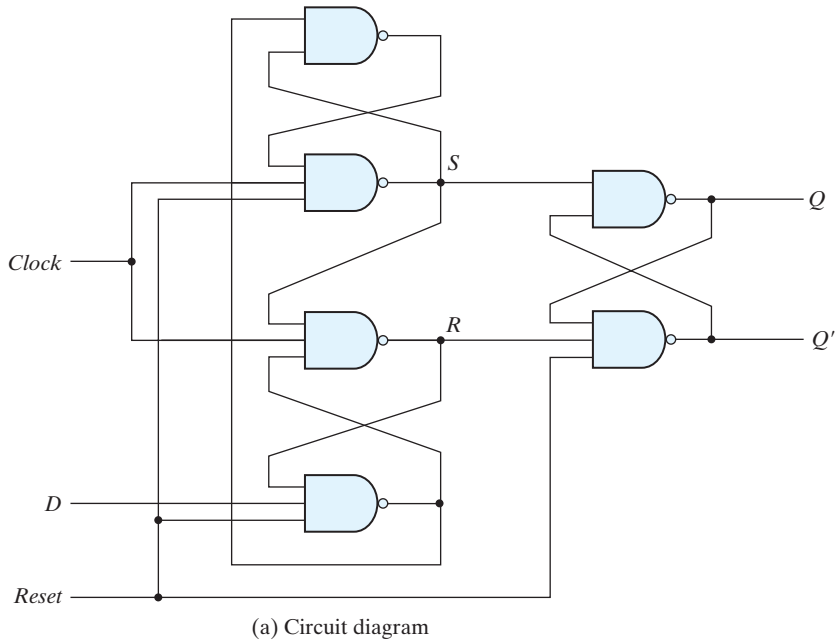 S
Q
Clock
R
Q′
D
Reset
(a) Circuit diagram